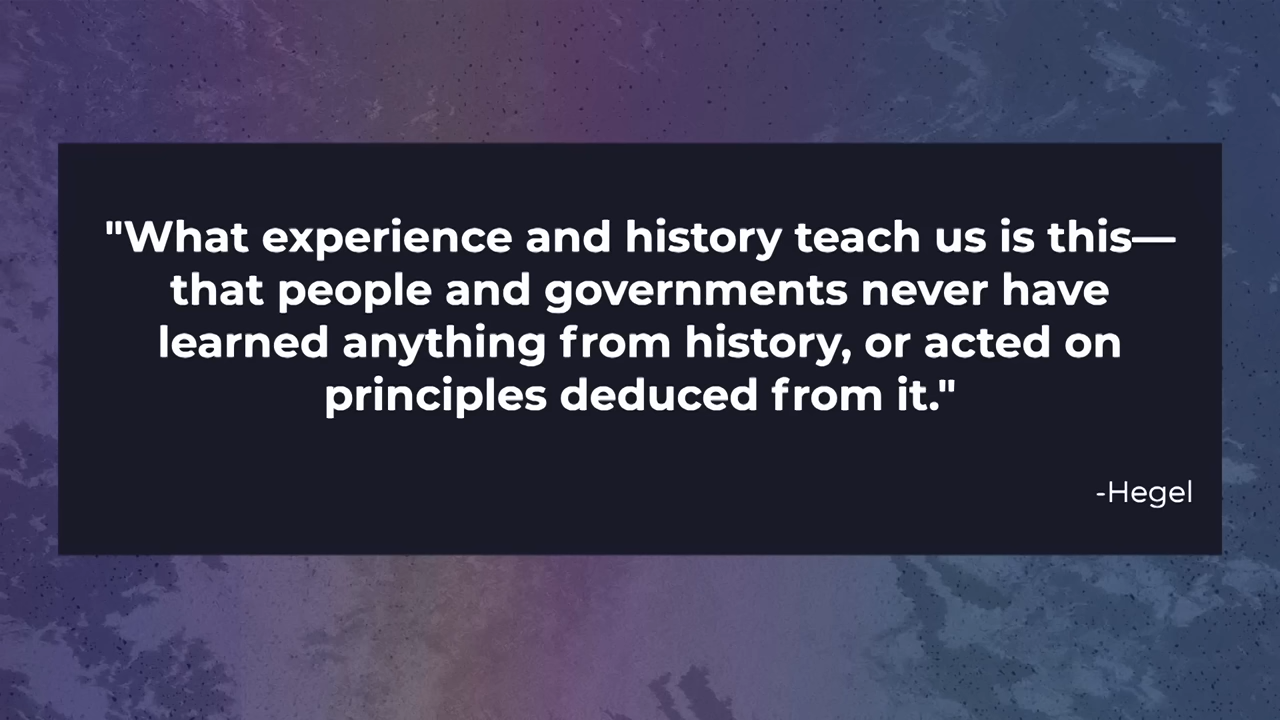 "What experience and history teach us is this—
that people and governments never have
learned anything from history, or acted on
principles deduced from it."
-Hegel